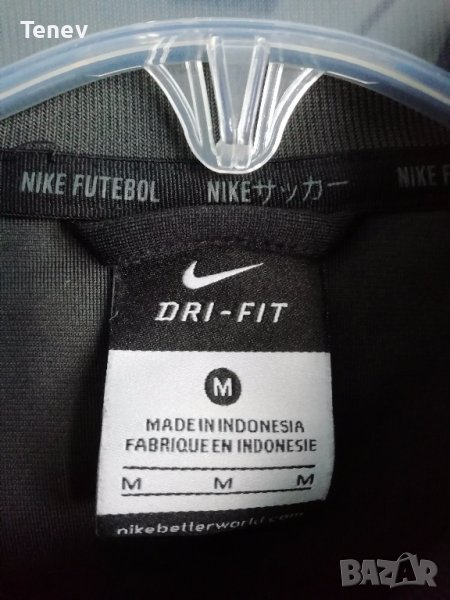 Tenev
NIKE FUTEBOL NIKEサッカー NIKE F
DRI-FIT
M
MADE IN INDONESIA
FABRIQUE EN INDONESIE
M M M
nikebetterworld.com
BAZAR